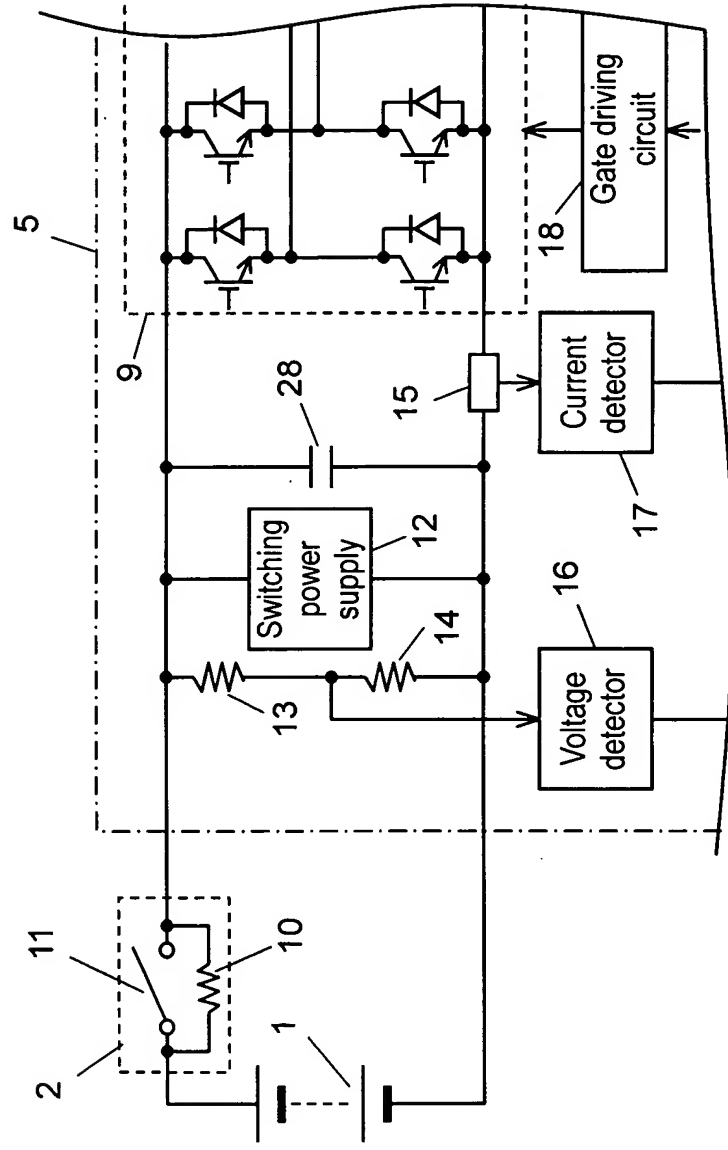 5
9
11
2
10
1
13
14
Switching
power
supply
12
28
15
Voltage
detector
16
Current
detector
17
Gate driving
circuit
18